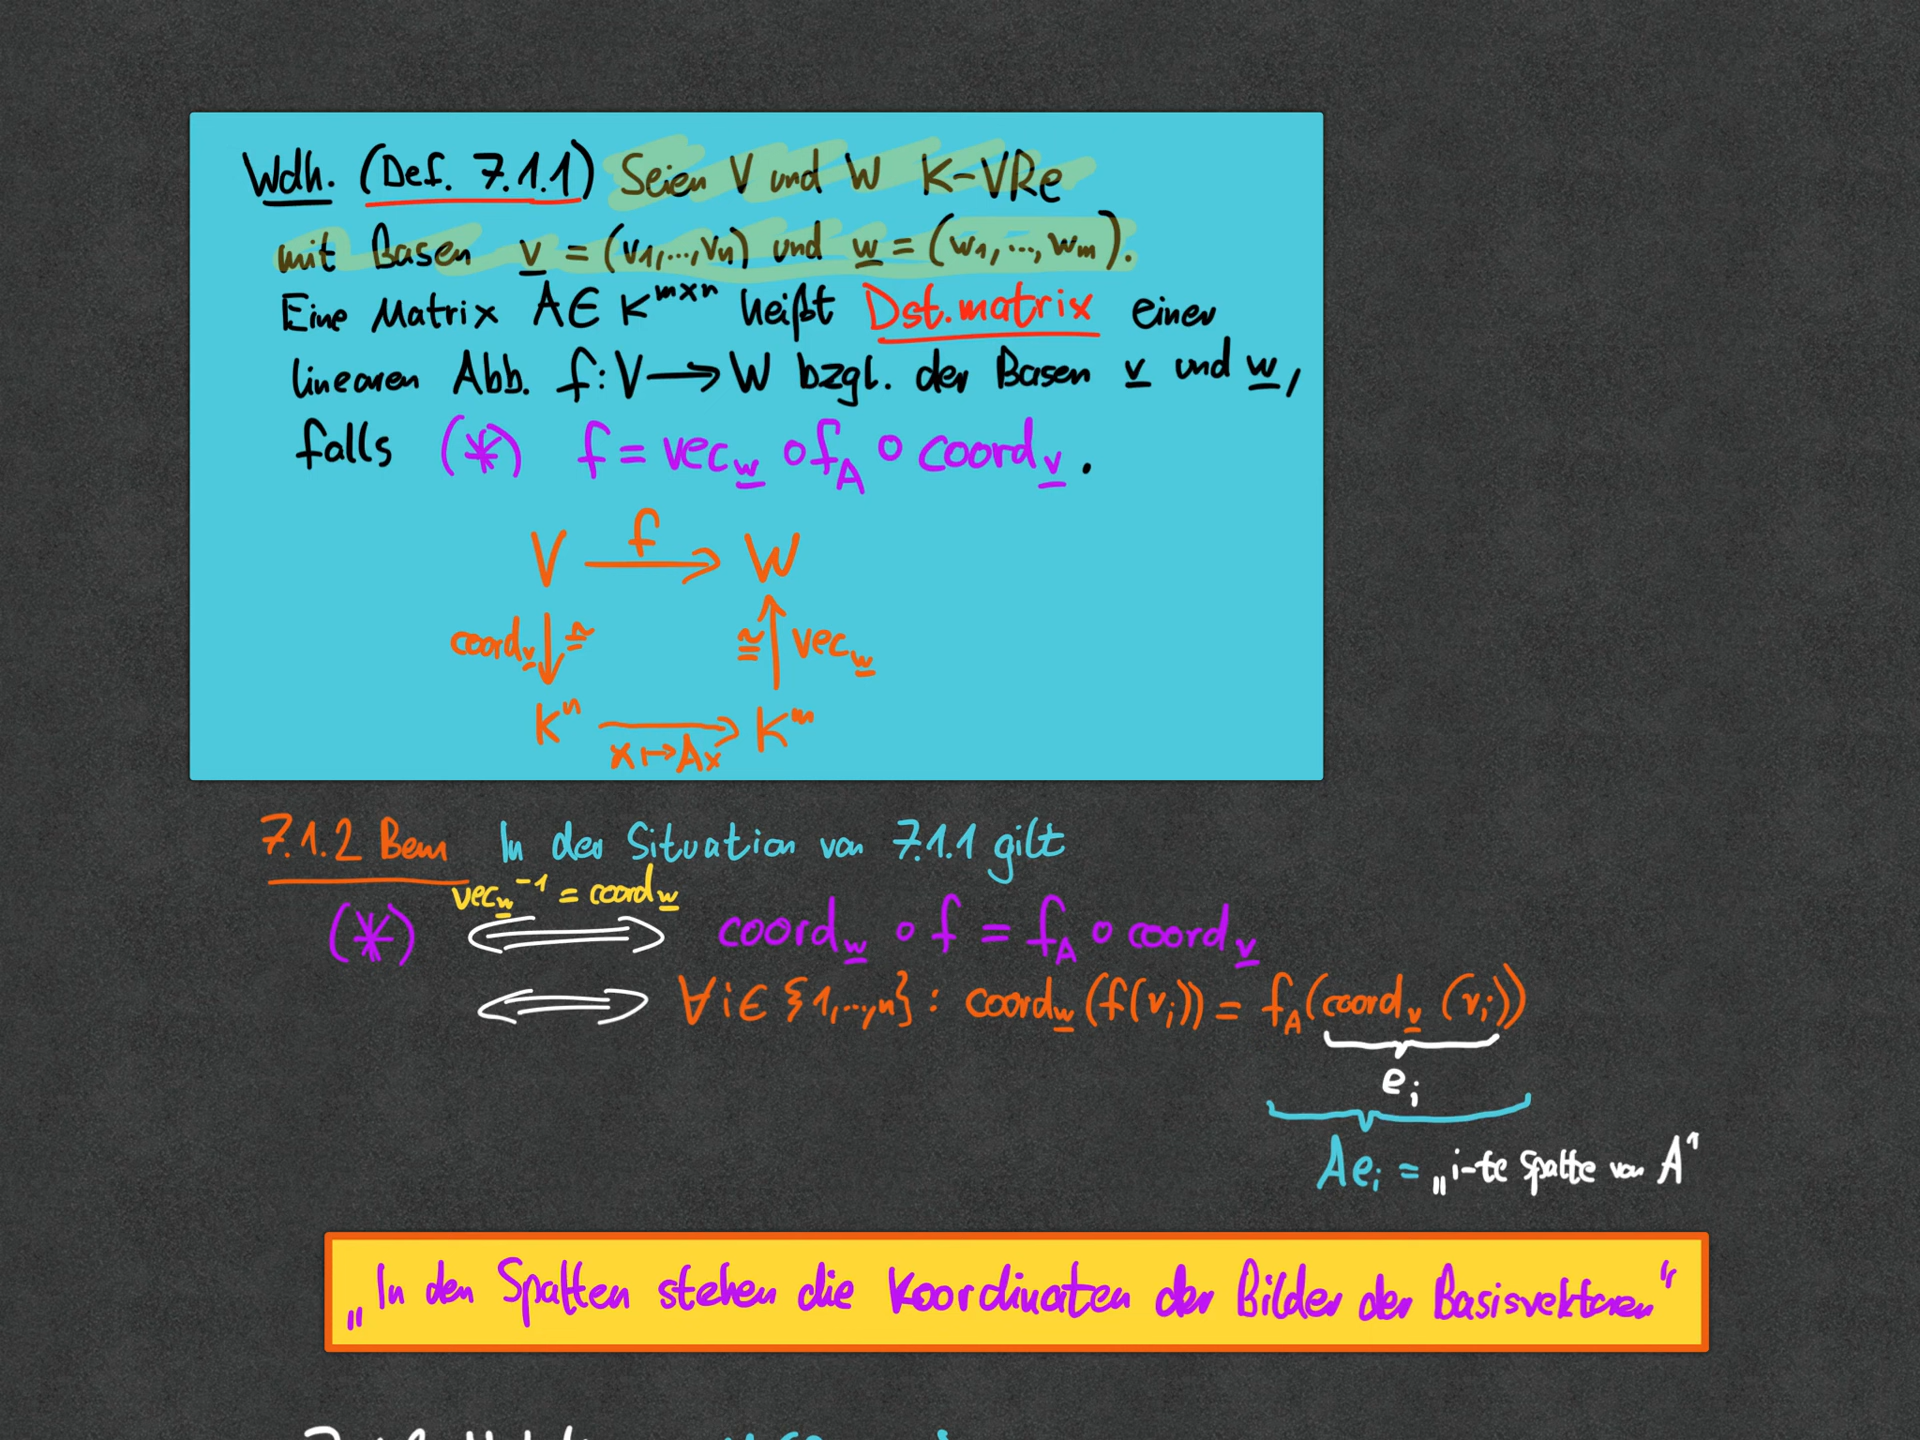 Wdh. (Def. 7.1.1) Seien V und W K-VRe
mit Basen v = (v₁,...,vₙ) und w = (w₁,...,wₘ).
Eine Matrix A ∈ K^{m×n} heißt Dst.matrix einer
linearen Abb. f: V → W bzgl. der Basen v und w,
falls (*) f = vec_w ∘ f_A ∘ coord_v.
V f W
coord_v ≅ ≅ vec_w
Kⁿ x ↦ Ax Kᵐ
7.1.2 Bem In der Situation von 7.1.1 gilt
vec_w⁻¹ = coord_w
(*) ⟺ coord_w ∘ f = f_A ∘ coord_v
⟺ ∀i ∈ {1,...,n}: coord_w(f(v_i)) = f_A(coord_v(v_i))
e_i
Ae_i = „i-te Spalte von A"
„In den Spalten stehen die Koordinaten der Bilder der Basisvektoren"